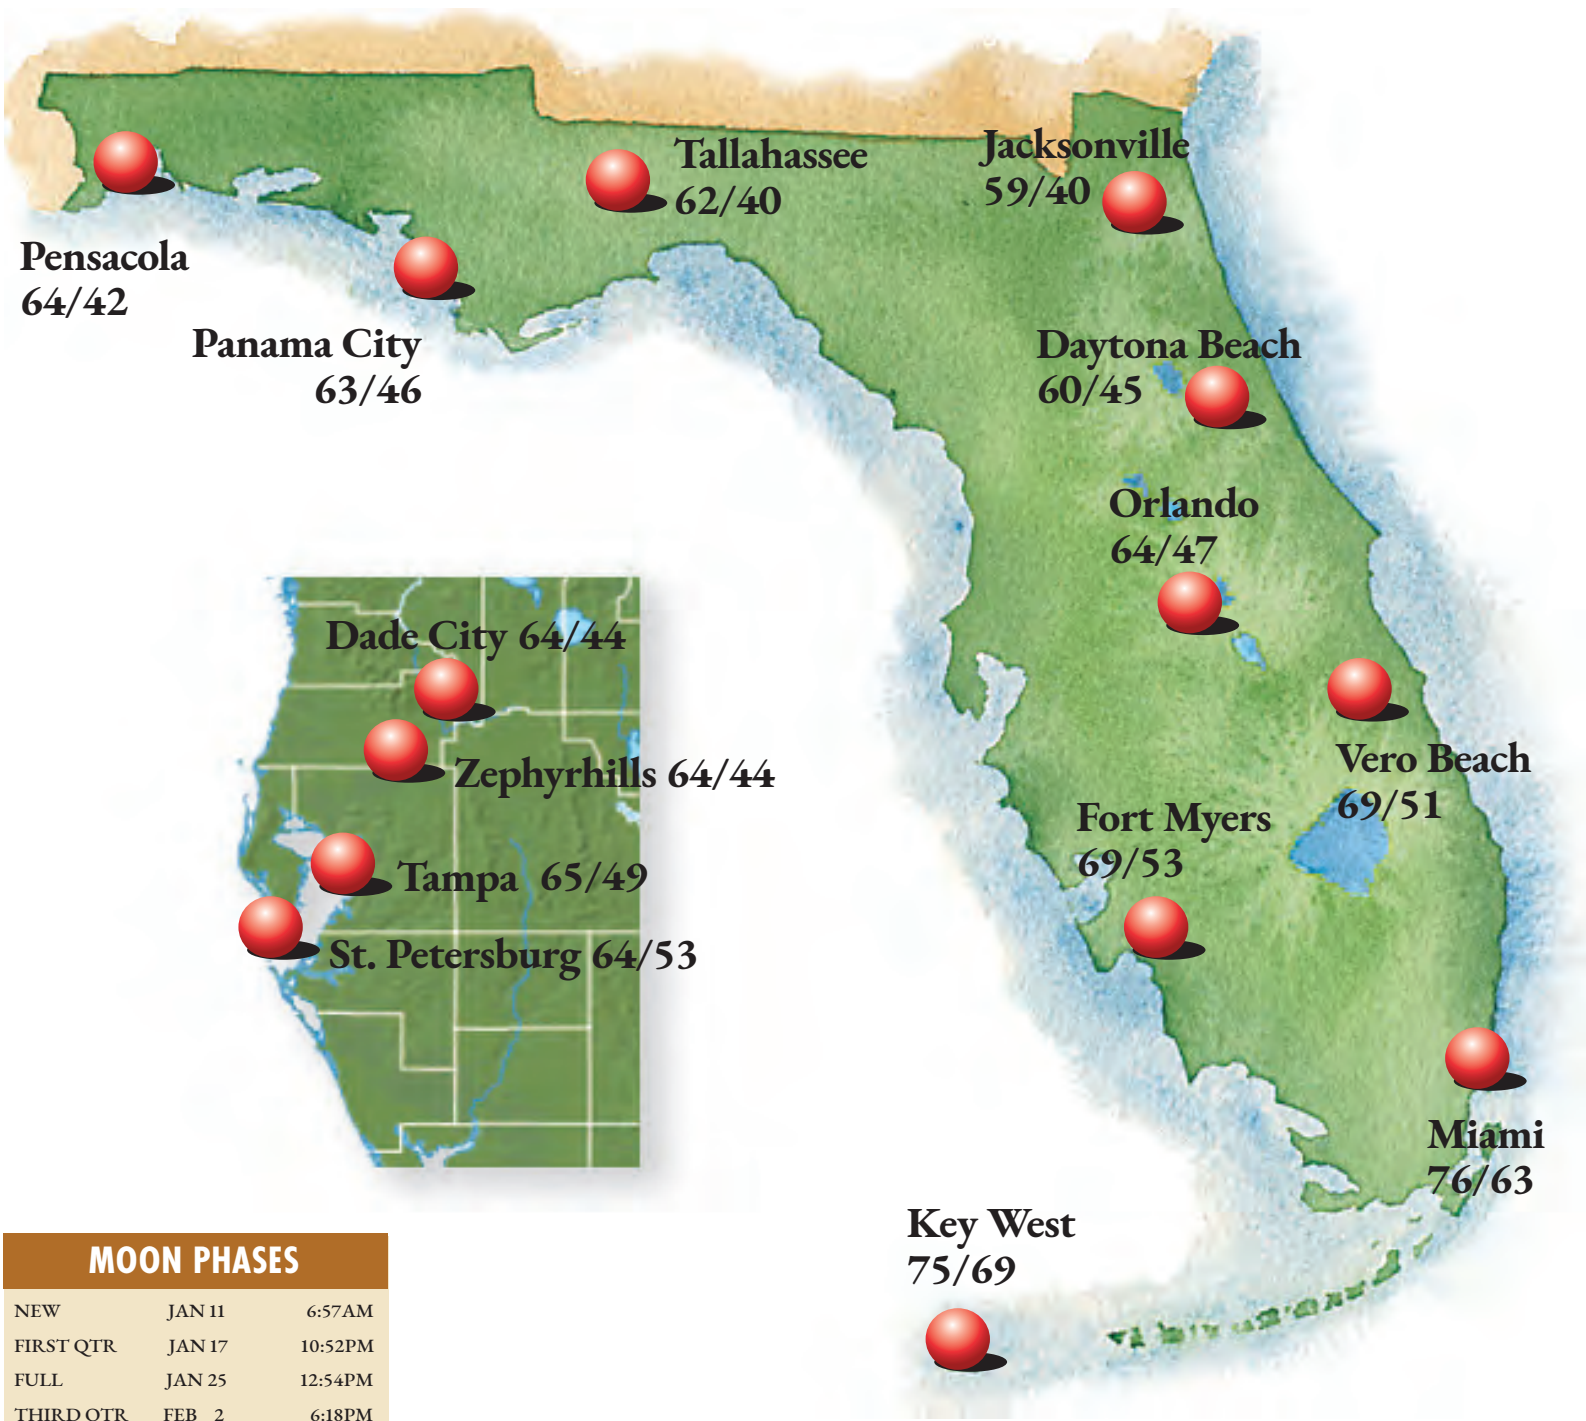 Tallahassee
62/40
Jacksonville
59/40
Pensacola
64/42
Panama City
63/46
Daytona Beach
60/45
Orlando
64/47
Dade City 64/44
Zephyrhills 64/44
Tampa 65/49
St. Petersburg 64/53
Vero Beach
69/51
Fort Myers
69/53
Miami
76/63
Key West
75/69
MOON PHASES
NEW JAN 11 6:57AM
FIRST QTR JAN 17 10:52PM
FULL JAN 25 12:54PM
THIRD QTR FEB 2 6:18PM